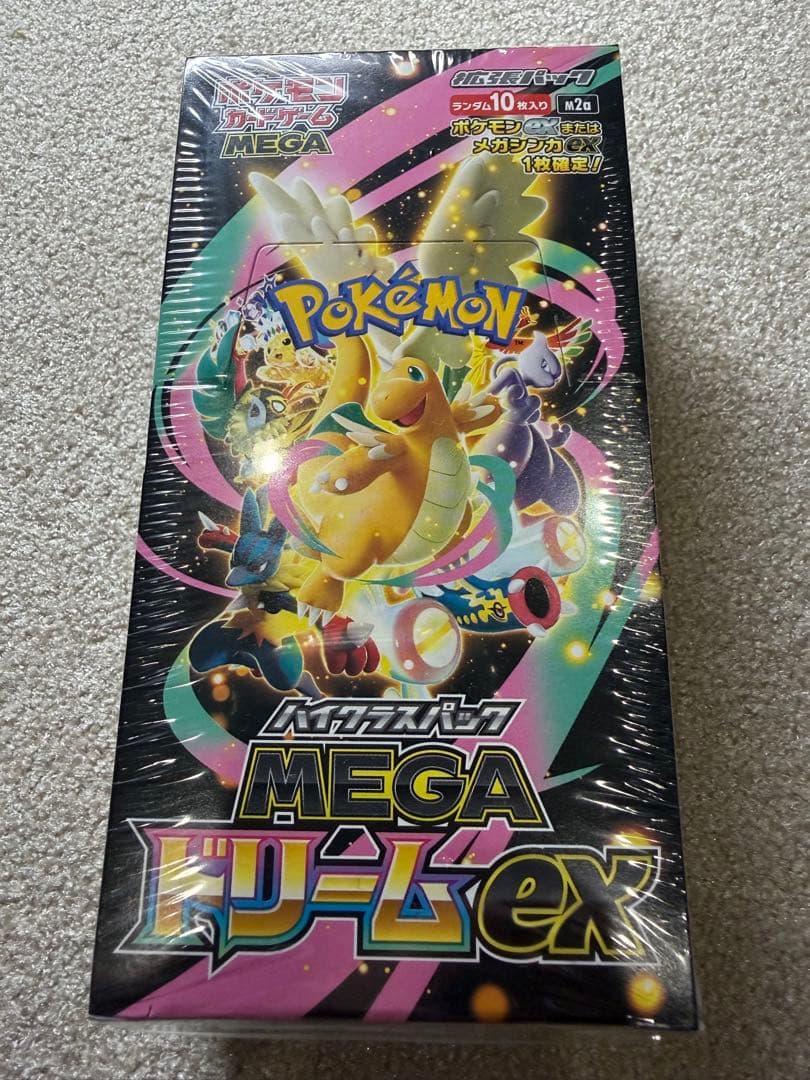 ポケモン
カードゲーム
MEGA
拡張パック
ランダム10枚入り
M2a
ポケモンexまたは
メガシンカex
1枚確定!
POKéMON
TM
ハイクラスパック
MEGA
ドリームex